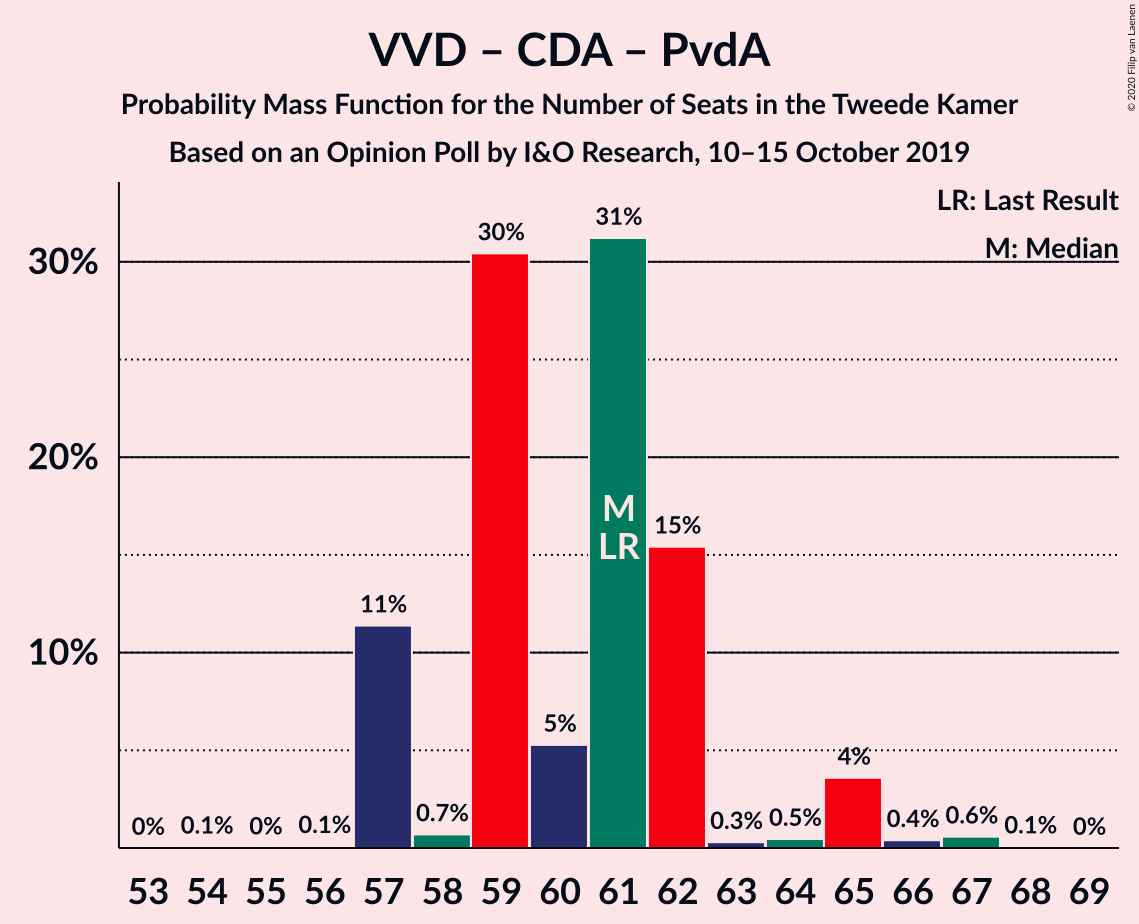 VVD – CDA – PvdA
Probability Mass Function for the Number of Seats in the Tweede Kamer
Based on an Opinion Poll by I&O Research, 10–15 October 2019
© 2020 Filip van Laenen
LR: Last Result
M: Median
30%
20%
10%
0%
0.1%
0%
0.1%
11%
0.7%
30%
5%
31%
M
LR
15%
0.3%
0.5%
4%
0.4%
0.6%
0.1%
0%
53 54 55 56 57 58 59 60 61 62 63 64 65 66 67 68 69